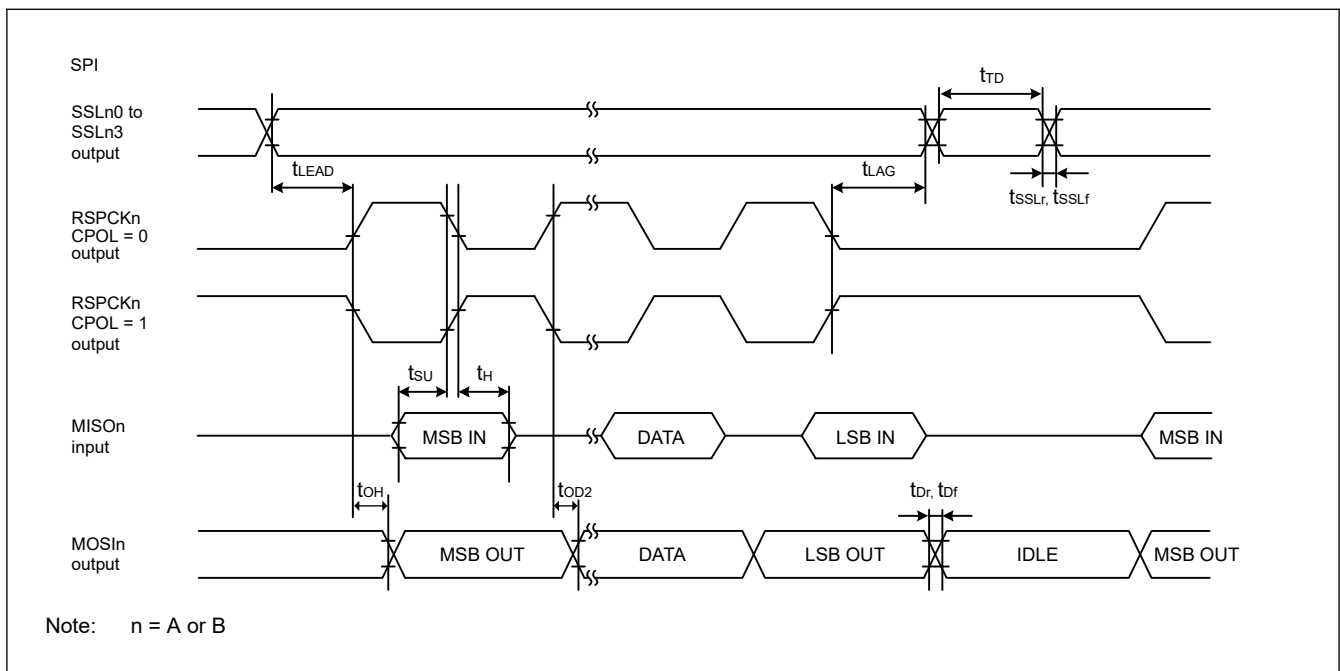 SPI
tTD
SSLn0 to
SSLn3
output
tLEAD
tLAG
tSSLr, tSSLf
RSPCKn
CPOL = 0
output
RSPCKn
CPOL = 1
output
tSU
tH
MISOn
input
MSB IN
DATA
LSB IN
MSB IN
tOH
tOD2
tDr, tDf
MOSIn
output
MSB OUT
DATA
LSB OUT
IDLE
MSB OUT
Note: n = A or B